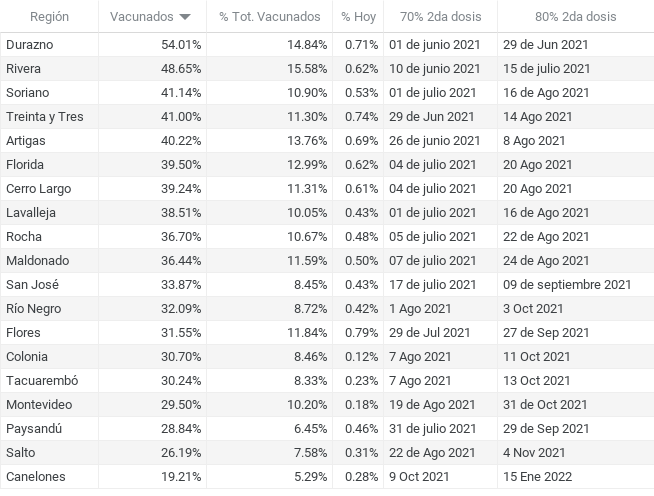 Región Vacunados % Tot. Vacunados % Hoy 70% 2da dosis 80% 2da dosis
Durazno 54.01% 14.84% 0.71% 01 de junio 2021 29 de Jun 2021
Rivera 48.65% 15.58% 0.62% 10 de junio 2021 15 de julio 2021
Soriano 41.14% 10.90% 0.53% 01 de julio 2021 16 de Ago 2021
Treinta y Tres 41.00% 11.30% 0.74% 29 de Jun 2021 14 Ago 2021
Artigas 40.22% 13.76% 0.69% 26 de junio 2021 8 Ago 2021
Florida 39.50% 12.99% 0.62% 04 de julio 2021 20 Ago 2021
Cerro Largo 39.24% 11.31% 0.61% 04 de julio 2021 20 Ago 2021
Lavalleja 38.51% 10.05% 0.43% 01 de julio 2021 16 de Ago 2021
Rocha 36.70% 10.67% 0.48% 05 de julio 2021 22 de Ago 2021
Maldonado 36.44% 11.59% 0.50% 07 de julio 2021 24 de Ago 2021
San José 33.87% 8.45% 0.43% 17 de julio 2021 09 de septiembre 2021
Río Negro 32.09% 8.72% 0.42% 1 Ago 2021 3 Oct 2021
Flores 31.55% 11.84% 0.79% 29 de Jul 2021 27 de Sep 2021
Colonia 30.70% 8.46% 0.12% 7 Ago 2021 11 Oct 2021
Tacuarembó 30.24% 8.33% 0.23% 7 Ago 2021 13 Oct 2021
Montevideo 29.50% 10.20% 0.18% 19 de Ago 2021 31 de Oct 2021
Paysandú 28.84% 6.45% 0.46% 31 de julio 2021 29 de Sep 2021
Salto 26.19% 7.58% 0.31% 22 de Ago 2021 4 Nov 2021
Canelones 19.21% 5.29% 0.28% 9 Oct 2021 15 Ene 2022